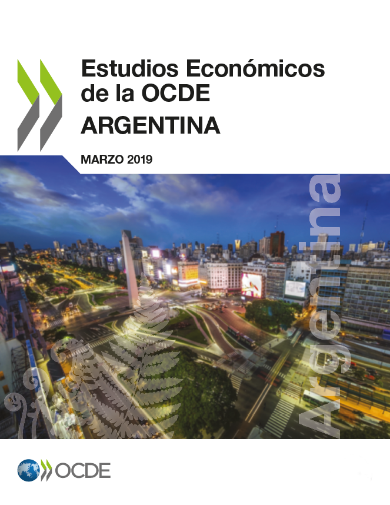 Estudios Económicos
de la OCDE
ARGENTINA
MARZO 2019
Argentina
OCDE